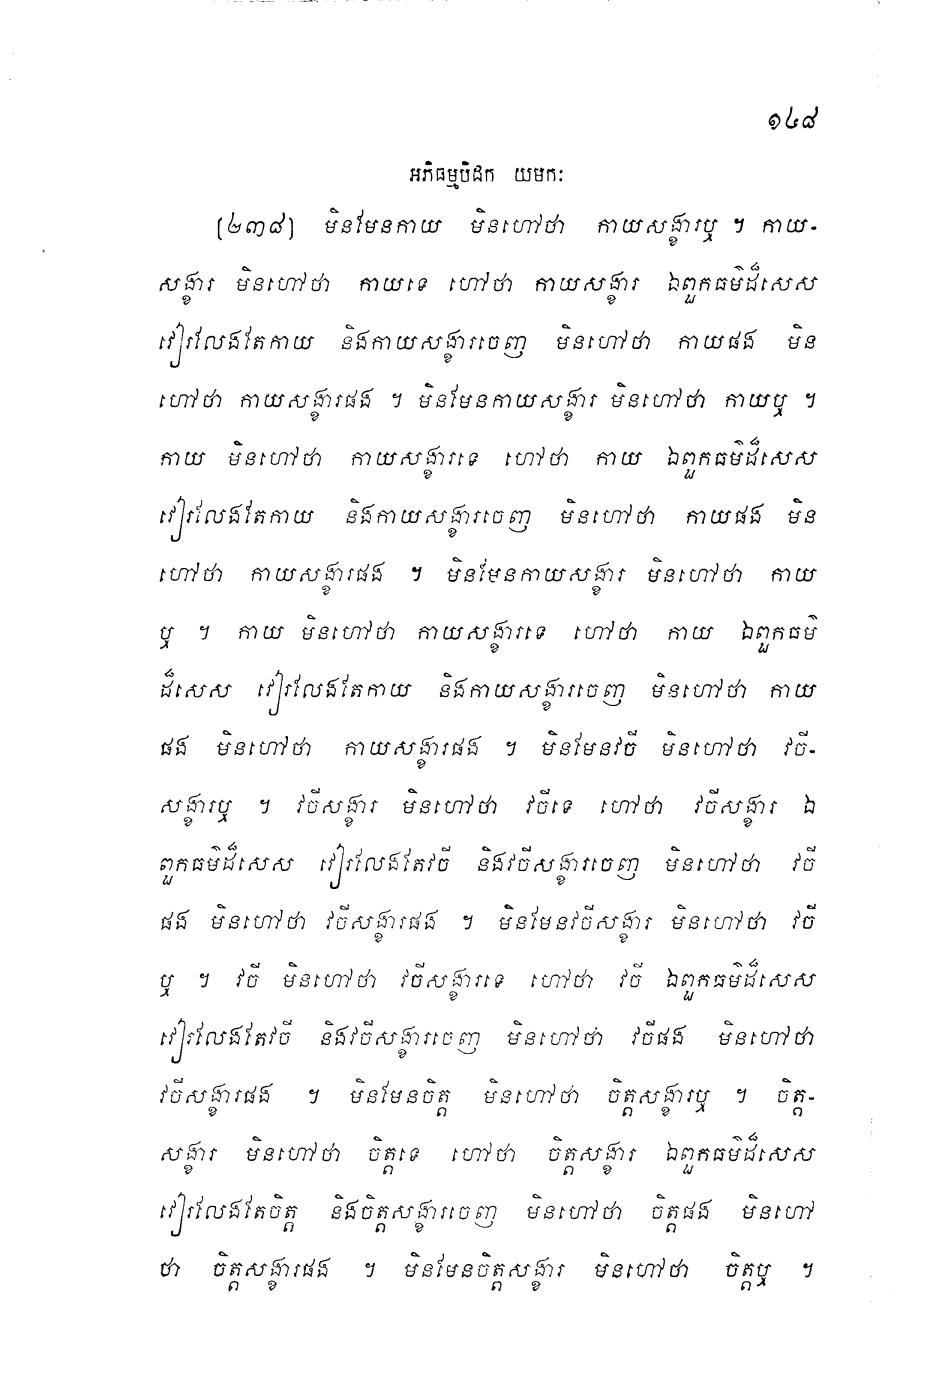 ១៤៨
អភិធម្មបិដក យមកៈ
[២៣៨] មិនមែនកាយ មិនហៅថា កាយសង្ខារឬ ។ កាយ-
សង្ខារ មិនហៅថា កាយទេ ហៅថា កាយសង្ខារ ឯពួកធម៌ដ៏សេស
វៀរលែងតែកាយ និងកាយសង្ខារចេញ មិនហៅថា កាយផង មិន
ហៅថា កាយសង្ខារផង ។ មិនមែនកាយសង្ខារ មិនហៅថា កាយឬ ។
កាយ មិនហៅថា កាយសង្ខារទេ ហៅថា កាយ ឯពួកធម៌ដ៏សេស
វៀរលែងតែកាយ និងកាយសង្ខារចេញ មិនហៅថា កាយផង មិន
ហៅថា កាយសង្ខារផង ។ មិនមែនកាយសង្ខារ មិនហៅថា កាយ
ឬ ។ កាយ មិនហៅថា កាយសង្ខារទេ ហៅថា កាយ ឯពួកធម៌
ដ៏សេស វៀរលែងតែកាយ និងកាយសង្ខារចេញ មិនហៅថា កាយ
ផង មិនហៅថា កាយសង្ខារផង ។ មិនមែនវចី មិនហៅថា វចី-
សង្ខារឬ ។ វចីសង្ខារ មិនហៅថា វចីទេ ហៅថា វចីសង្ខារ ឯ
ពួកធម៌ដ៏សេស វៀរលែងតែវចី និងវចីសង្ខារចេញ មិនហៅថា វចី
ផង មិនហៅថា វចីសង្ខារផង ។ មិនមែនវចីសង្ខារ មិនហៅថា វចី
ឬ ។ វចី មិនហៅថា វចីសង្ខារទេ ហៅថា វចី ឯពួកធម៌ដ៏សេស
វៀរលែងតែវចី និងវចីសង្ខារចេញ មិនហៅថា វចីផង មិនហៅថា
វចីសង្ខារផង ។ មិនមែនចិត្ត មិនហៅថា ចិត្តសង្ខារឬ ។ ចិត្ត-
សង្ខារ មិនហៅថា ចិត្តទេ ហៅថា ចិត្តសង្ខារ ឯពួកធម៌ដ៏សេស
វៀរលែងតែចិត្ត និងចិត្តសង្ខារចេញ មិនហៅថា ចិត្តផង មិនហៅ
ថា ចិត្តសង្ខារផង ។ មិនមែនចិត្តសង្ខារ មិនហៅថា ចិត្តឬ ។